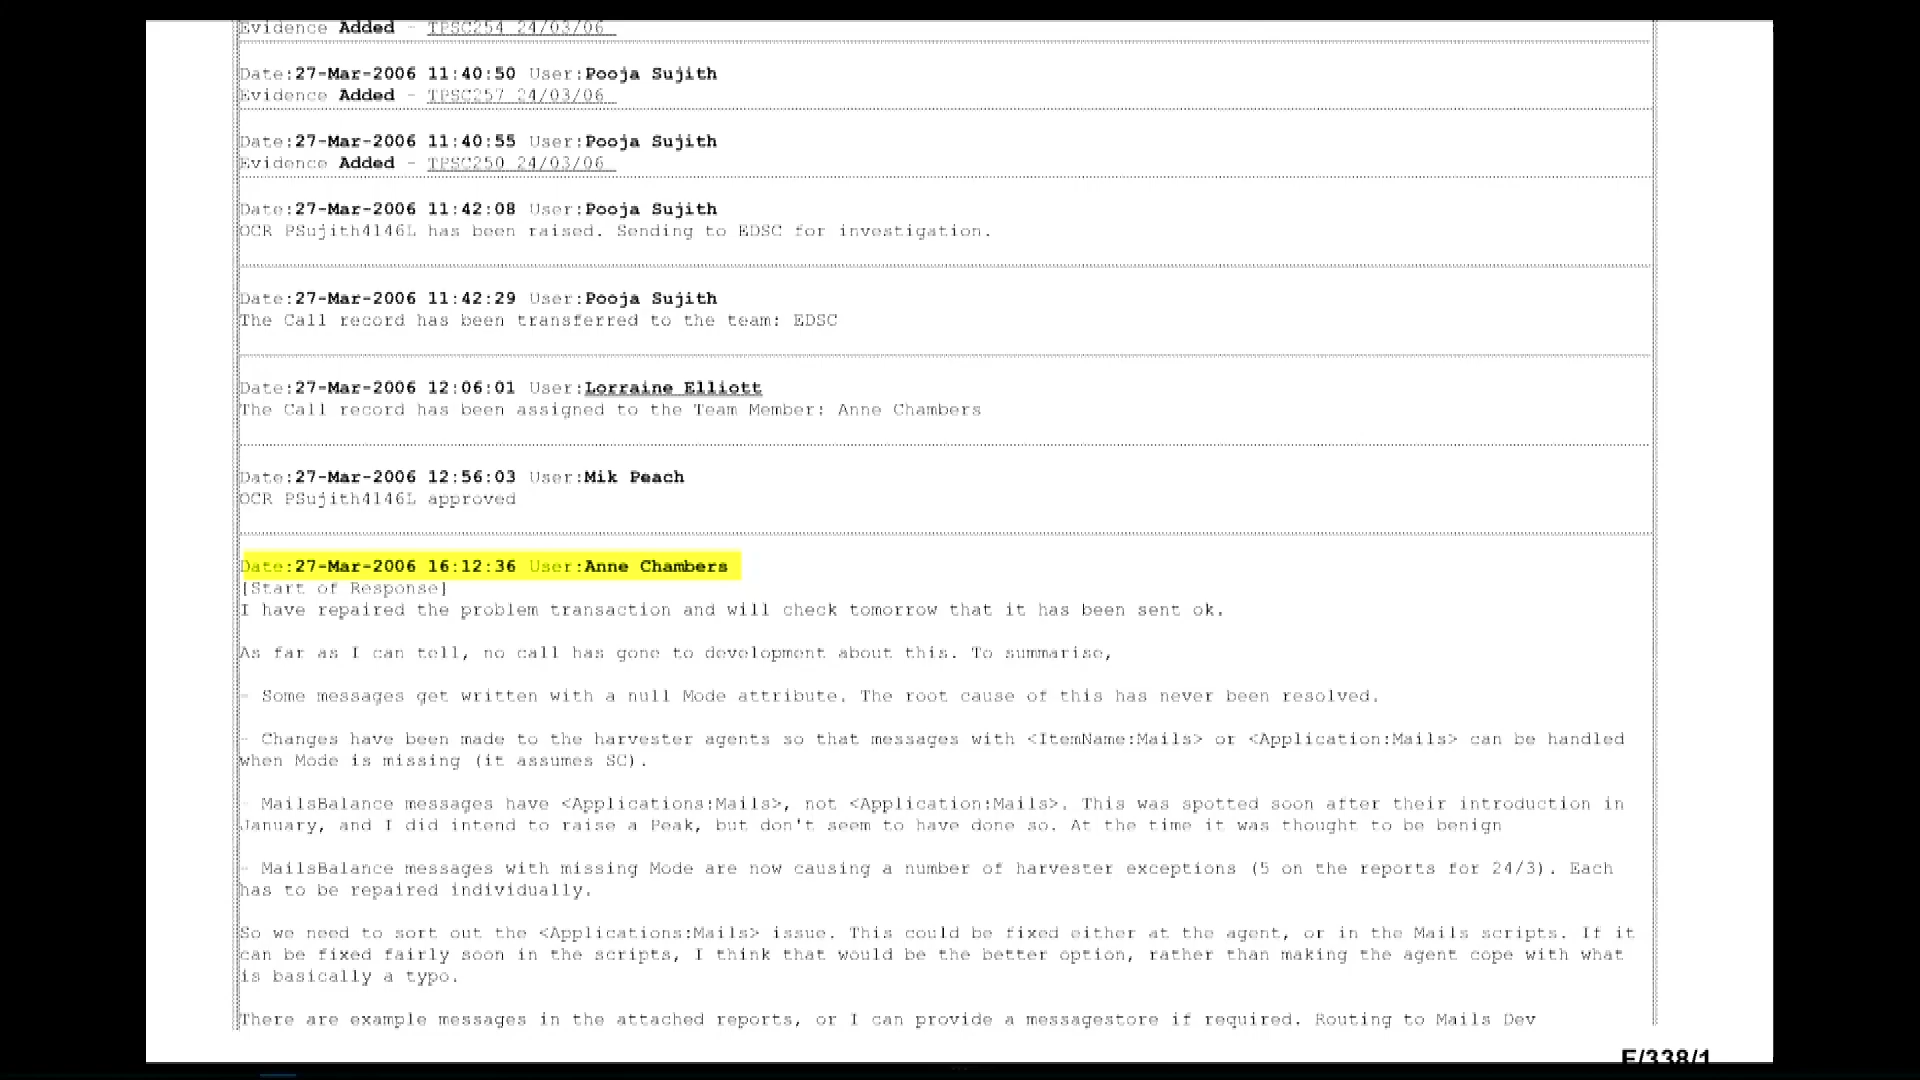 Evidence Added - TPSC254 24/03/06
Date:27-Mar-2006 11:40:50 User:Pooja Sujith
Evidence Added - TPSC257 24/03/06
Date:27-Mar-2006 11:40:55 User:Pooja Sujith
Evidence Added - TPSC250 24/03/06
Date:27-Mar-2006 11:42:08 User:Pooja Sujith
OCR PSujith4146L has been raised. Sending to EDSC for investigation.
Date:27-Mar-2006 11:42:29 User:Pooja Sujith
The Call record has been transferred to the team: EDSC
Date:27-Mar-2006 12:06:01 User:Lorraine Elliott
The Call record has been assigned to the Team Member: Anne Chambers
Date:27-Mar-2006 12:56:03 User:Mik Peach
OCR PSujith4146L approved
Date:27-Mar-2006 16:12:36 User:Anne Chambers
[Start of Response]
I have repaired the problem transaction and will check tomorrow that it has been sent ok.
As far as I can tell, no call has gone to development about this. To summarise,
- Some messages get written with a null Mode attribute. The root cause of this has never been resolved.
- Changes have been made to the harvester agents so that messages with <ItemName:Mails> or <Application:Mails> can be handled
when Mode is missing (it assumes SC).
- MailsBalance messages have <Applications:Mails>, not <Application:Mails>. This was spotted soon after their introduction in
January, and I did intend to raise a Peak, but don't seem to have done so. At the time it was thought to be benign
- MailsBalance messages with missing Mode are now causing a number of harvester exceptions (5 on the reports for 24/3). Each
has to be repaired individually.
So we need to sort out the <Applications:Mails> issue. This could be fixed either at the agent, or in the Mails scripts. If it
can be fixed fairly soon in the scripts, I think that would be the better option, rather than making the agent cope with what
is basically a typo.
There are example messages in the attached reports, or I can provide a messagestore if required. Routing to Mails Dev
F/338/1